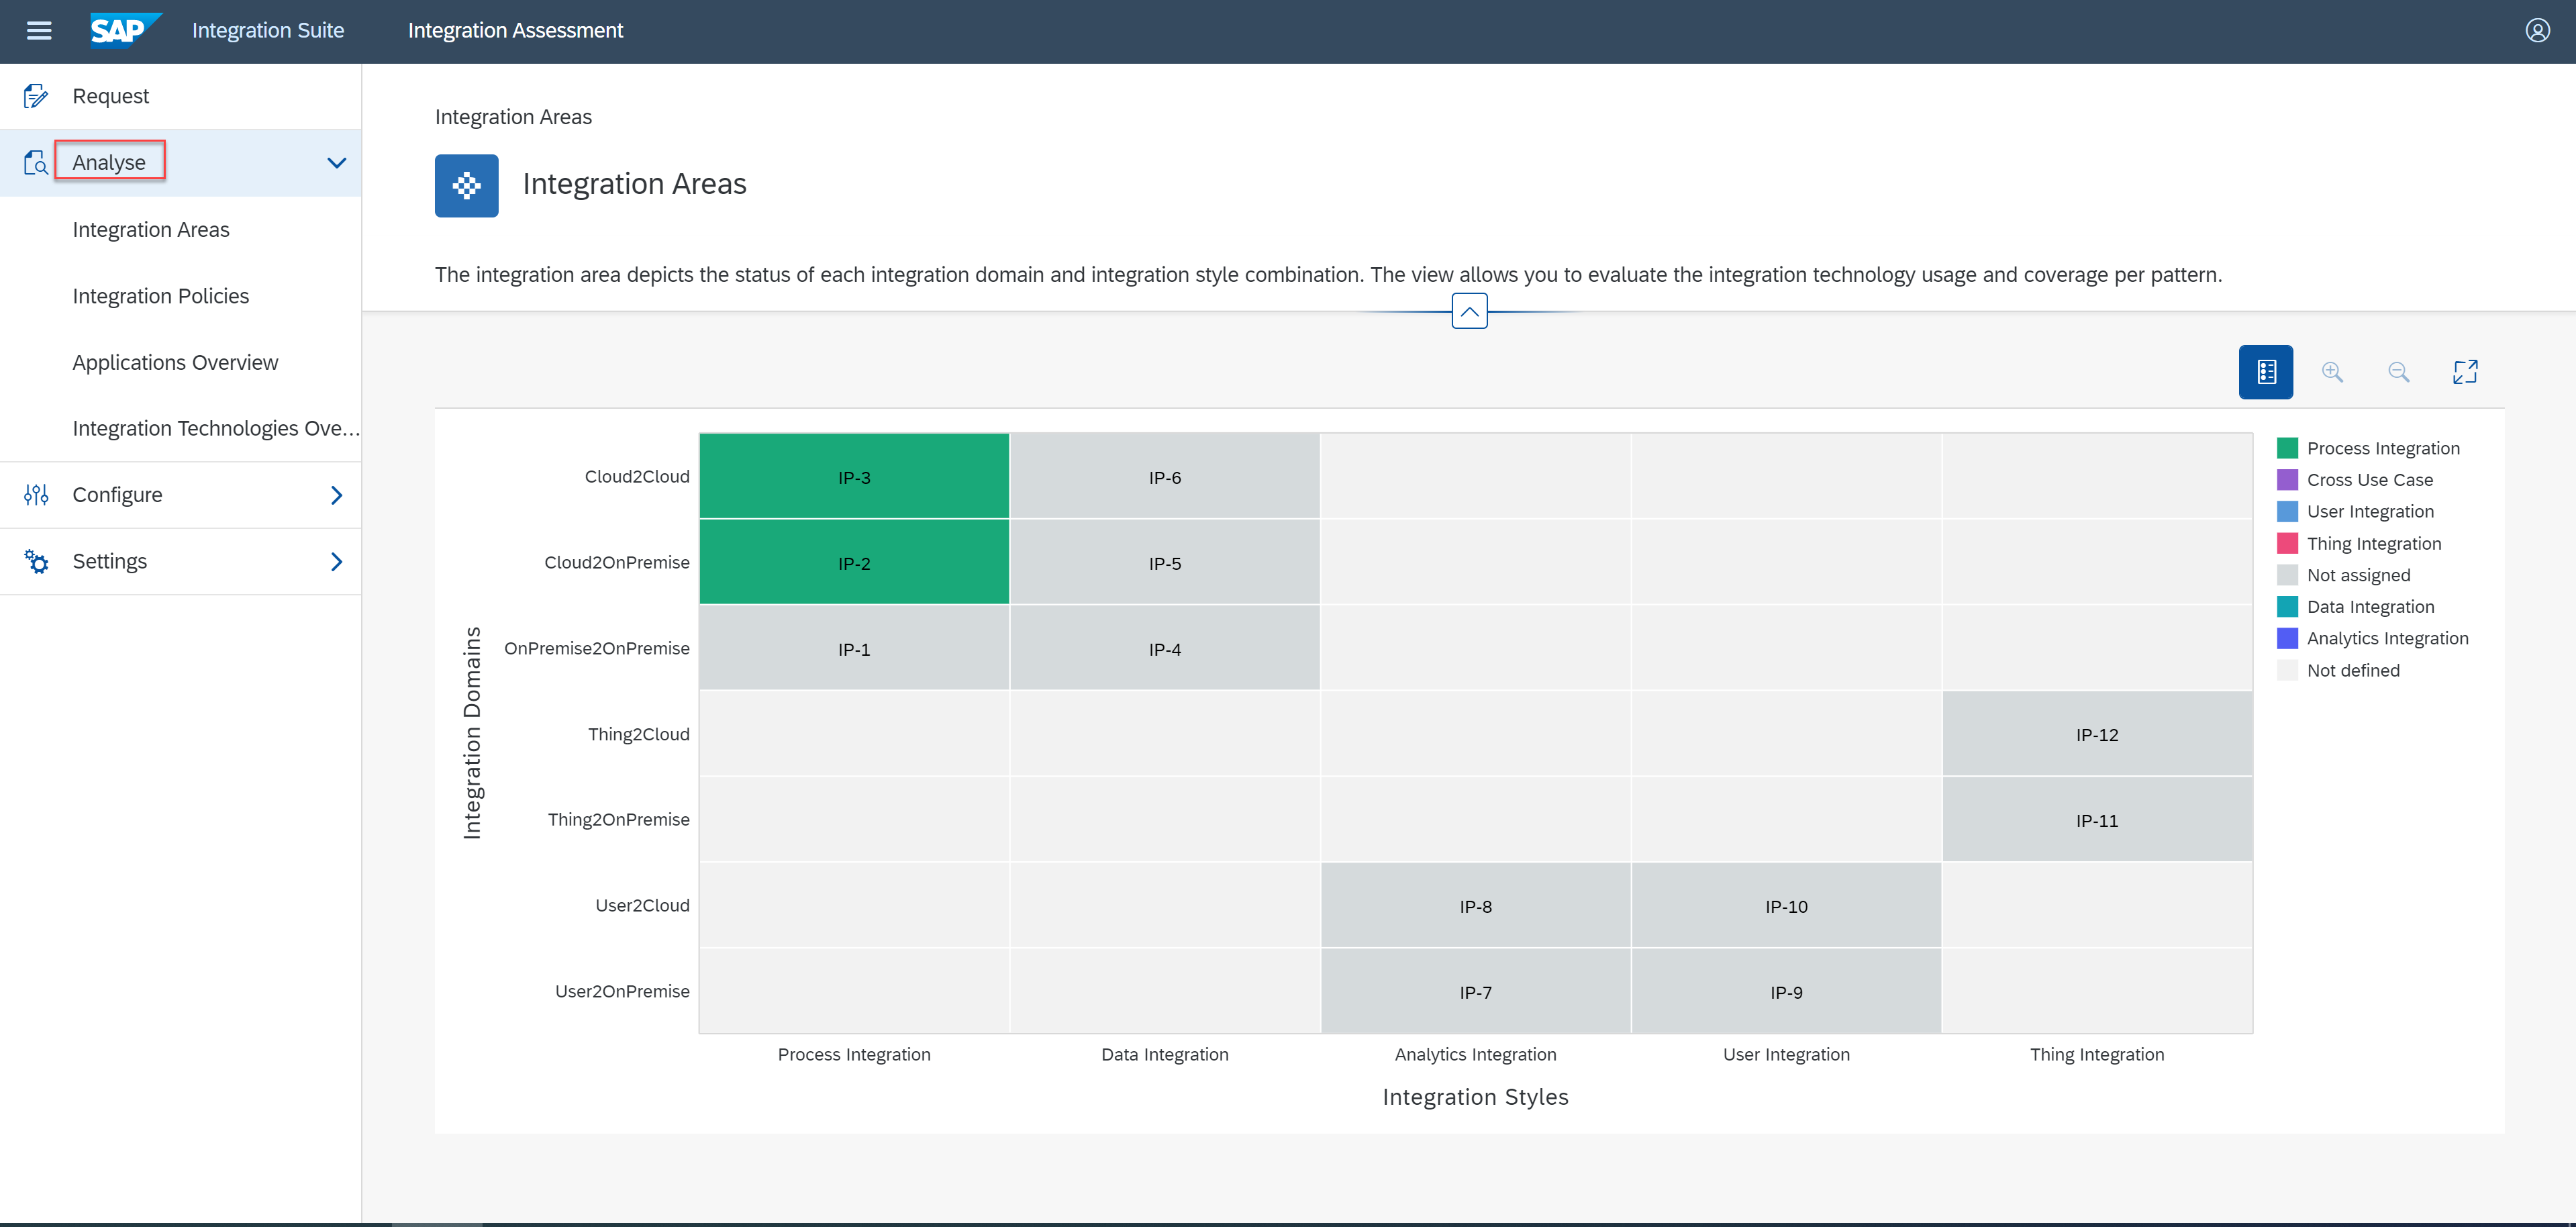 SAP
Integration Suite
Integration Assessment
Request
Analyse
Integration Areas
Integration Policies
Applications Overview
Integration Technologies Ove...
Configure
Settings
Integration Areas
Integration Areas
The integration area depicts the status of each integration domain and integration style combination. The view allows you to evaluate the integration technology usage and coverage per pattern.
Integration Domains
Cloud2Cloud IP-3 IP-6
Cloud2OnPremise IP-2 IP-5
OnPremise2OnPremise IP-1 IP-4
Thing2Cloud IP-12
Thing2OnPremise IP-11
User2Cloud IP-8 IP-10
User2OnPremise IP-7 IP-9
Process Integration Data Integration Analytics Integration User Integration Thing Integration
Integration Styles
Process Integration
Cross Use Case
User Integration
Thing Integration
Not assigned
Data Integration
Analytics Integration
Not defined